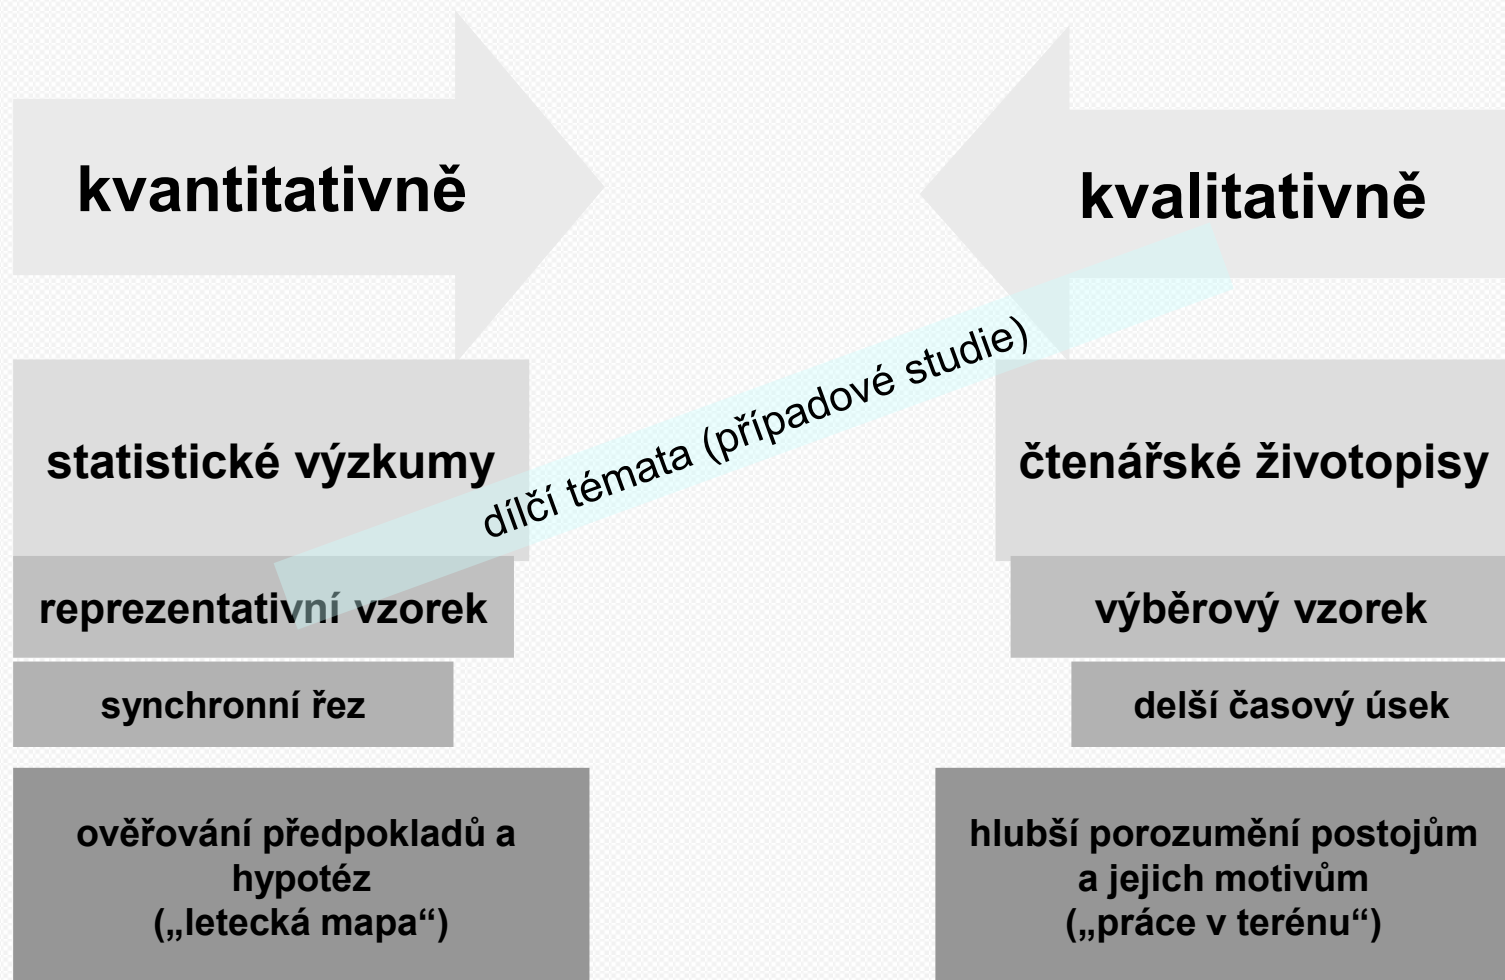 kvantitativně
kvalitativně
dílčí témata (případové studie)
statistické výzkumy
čtenářské životopisy
reprezentativní vzorek
výběrový vzorek
synchronní řez
delší časový úsek
ověřování předpokladů a
hypotéz
(„letecká mapa“)
hlubší porozumění postojům
a jejich motivům
(„práce v terénu“)